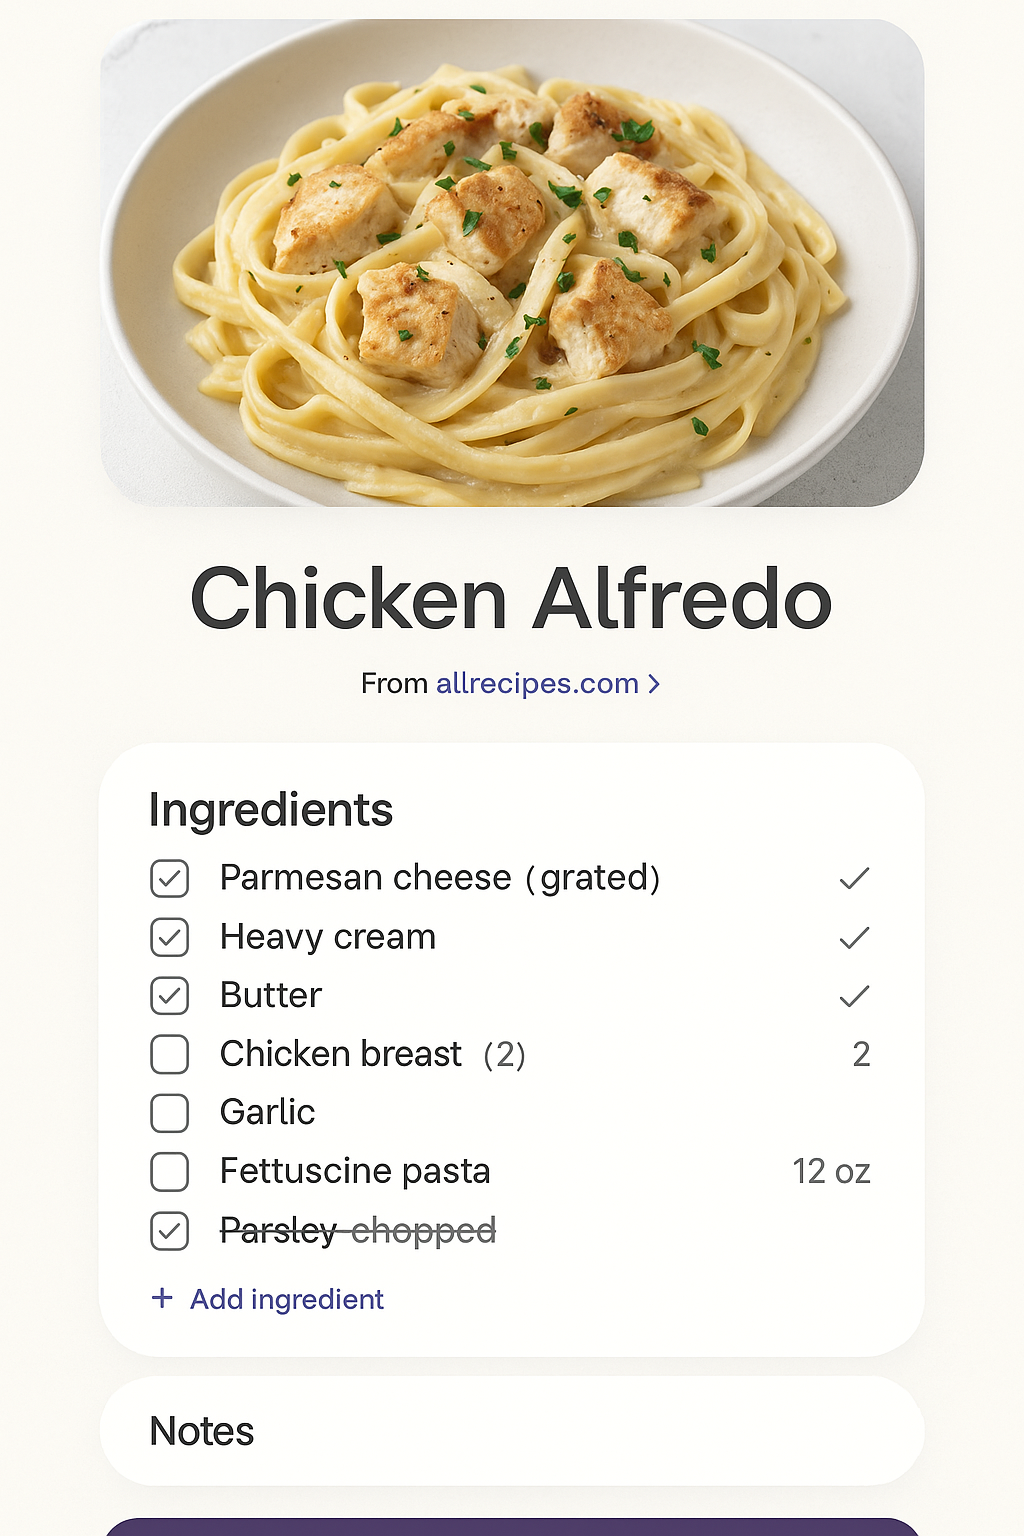 Chicken Alfredo
From allrecipes.com >
Ingredients
Parmesan cheese (grated)
Heavy cream
Butter
Chicken breast (2) 2
Garlic
Fettuscine pasta 12 oz
Parsley chopped
+ Add ingredient
Notes